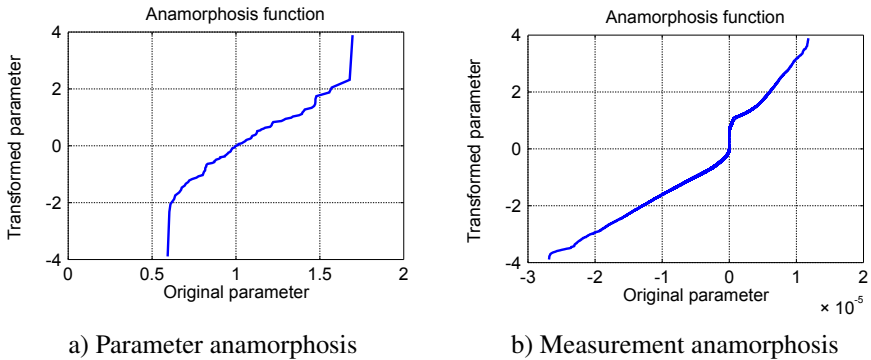 Anamorphosis function
Transformed parameter
4
2
0
-2
-4
0
0.5
1
1.5
2
Original parameter
a) Parameter anamorphosis
Anamorphosis function
Transformed parameter
4
2
0
-2
-4
-3
-2
-1
0
1
2
Original parameter
× 10^-5
b) Measurement anamorphosis